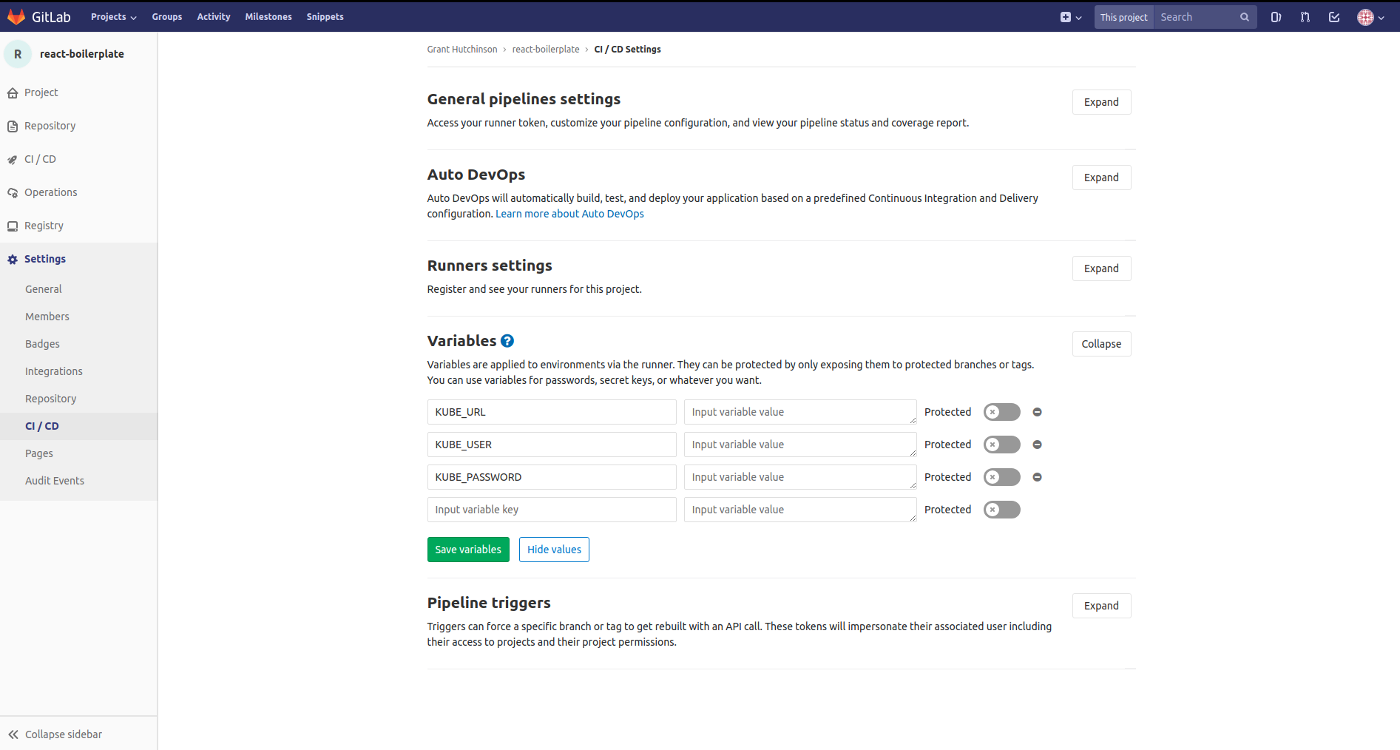 GitLab Projects Groups Activity Milestones Snippets This project Search
R react-boilerplate
Project
Repository
CI / CD
Operations
Registry
Settings
General
Members
Badges
Integrations
Repository
CI / CD
Pages
Audit Events
Collapse sidebar
Grant Hutchinson › react-boilerplate › CI / CD Settings
General pipelines settings
Expand
Access your runner token, customize your pipeline configuration, and view your pipeline status and coverage report.
Auto DevOps
Expand
Auto DevOps will automatically build, test, and deploy your application based on a predefined Continuous Integration and Delivery
configuration. Learn more about Auto DevOps
Runners settings
Expand
Register and see your runners for this project.
Variables ?
Collapse
Variables are applied to environments via the runner. They can be protected by only exposing them to protected branches or tags.
You can use variables for passwords, secret keys, or whatever you want.
KUBE_URL Input variable value Protected
KUBE_USER Input variable value Protected
KUBE_PASSWORD Input variable value Protected
Input variable key Input variable value Protected
Save variables Hide values
Pipeline triggers
Expand
Triggers can force a specific branch or tag to get rebuilt with an API call. These tokens will impersonate their associated user including
their access to projects and their project permissions.